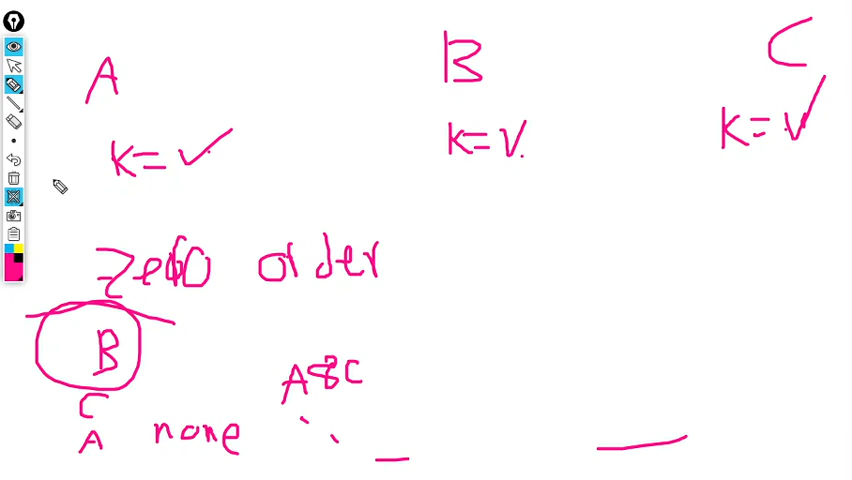 A B C
K = ✓ K = V. K = V
Zero order
B
A & C
C
A none